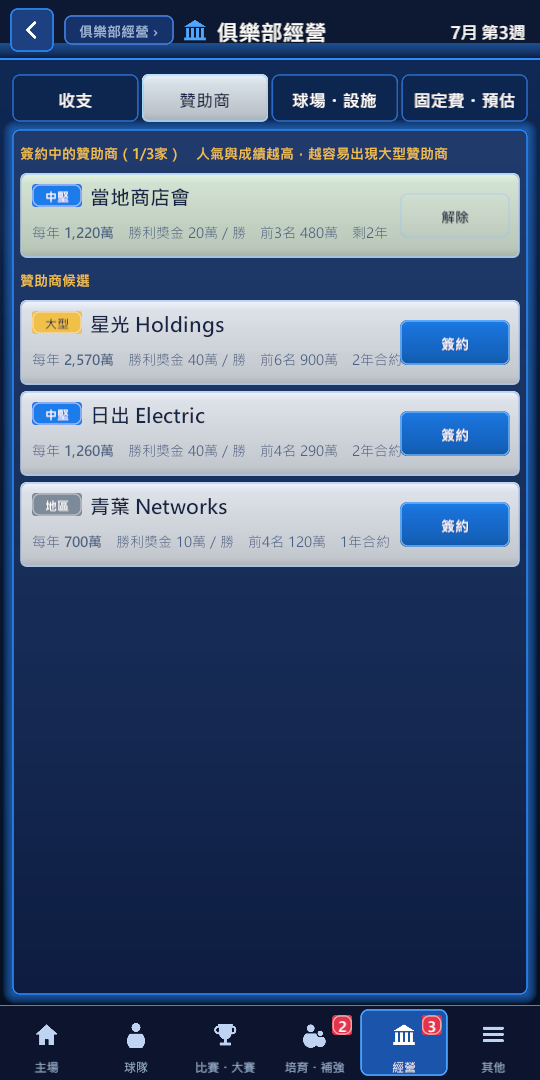 俱樂部經營 ›
俱樂部經營
7月 第3週
收支
贊助商
球場・設施
固定費・預估
簽約中的贊助商（1/3家） 人氣與成績越高，越容易出現大型贊助商
中堅 當地商店會
每年 1,220萬 勝利獎金 20萬 / 勝 前3名 480萬 剩2年
解除
贊助商候選
大型 星光 Holdings
每年 2,570萬 勝利獎金 40萬 / 勝 前6名 900萬 2年合約
簽約
中堅 日出 Electric
每年 1,260萬 勝利獎金 40萬 / 勝 前4名 290萬 2年合約
簽約
地區 青葉 Networks
每年 700萬 勝利獎金 10萬 / 勝 前4名 120萬 1年合約
簽約
主場
球隊
比賽・大賽
2
培育・補強
3
經營
其他